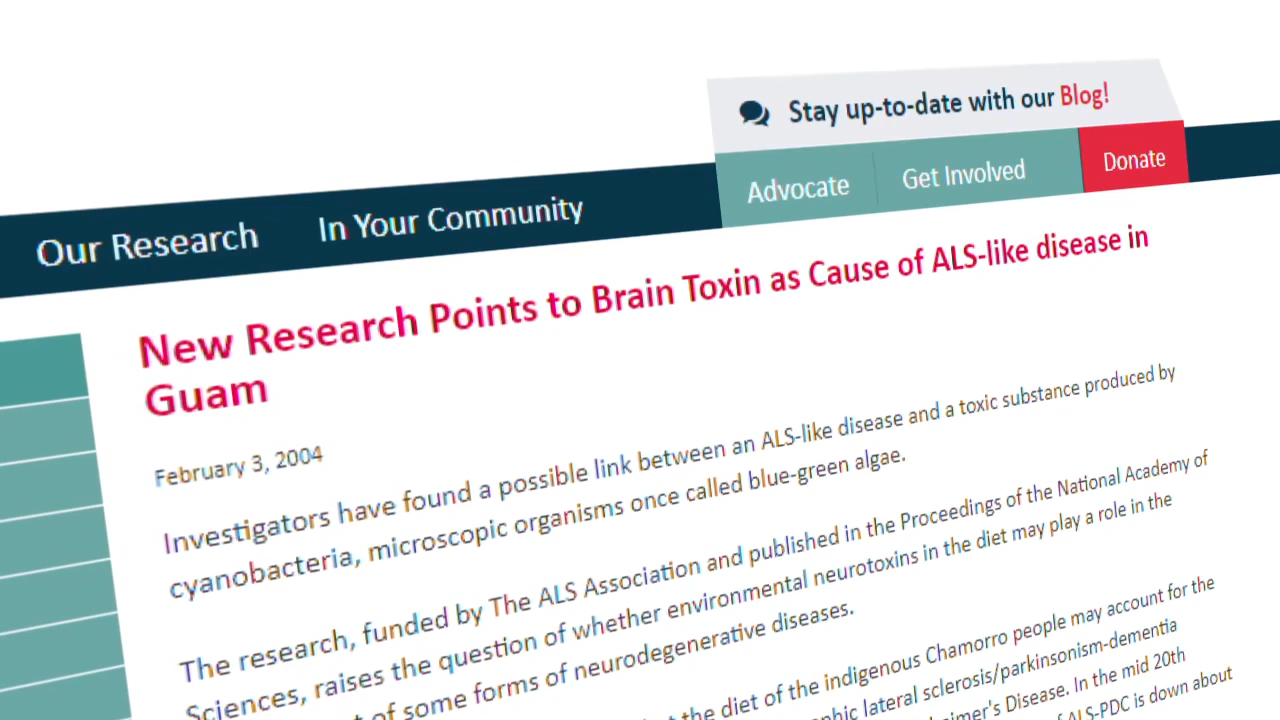 Stay up-to-date with our Blog!
Advocate
Get Involved
Donate
Our Research
In Your Community
New Research Points to Brain Toxin as Cause of ALS-like disease in
Guam
February 3, 2004
Investigators have found a possible link between an ALS-like disease and a toxic substance produced by
cyanobacteria, microscopic organisms once called blue-green algae.
The research, funded by The ALS Association and published in the Proceedings of the National Academy of
Sciences, raises the question of whether environmental neurotoxins in the diet may play a role in the
of some forms of neurodegenerative diseases.
the diet of the indigenous Chamorro people may account for the
lateral sclerosis/parkinsonism-dementia
Disease. In the mid 20th
of ALS-PDC is down about